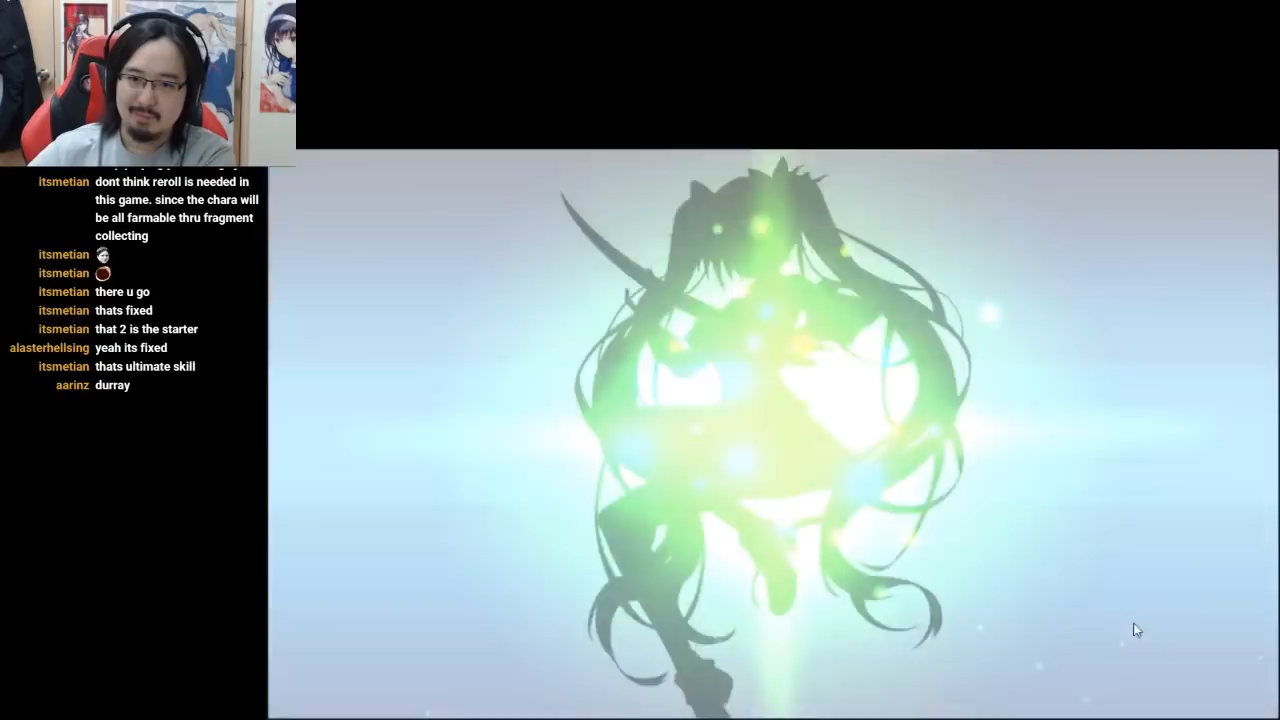 itsmetian dont think reroll is needed in
this game. since the chara will
be all farmable thru fragment
collecting
itsmetian
itsmetian
itsmetian there u go
itsmetian thats fixed
itsmetian that 2 is the starter
alasterhellsing yeah its fixed
itsmetian thats ultimate skill
aarinz durray